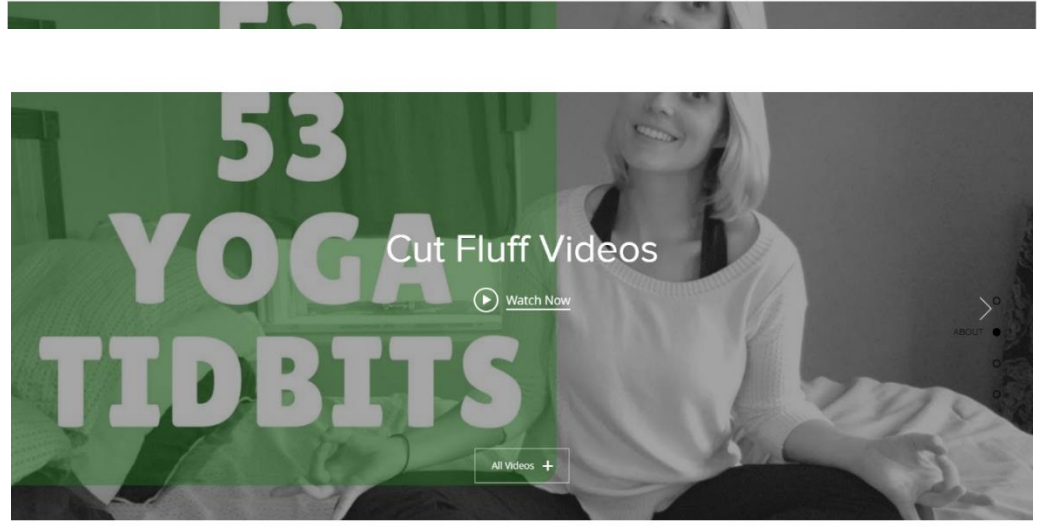 53
53
YOGA
Cut Fluff Videos
Watch Now
ABOUT
TIDBITS
All Videos +